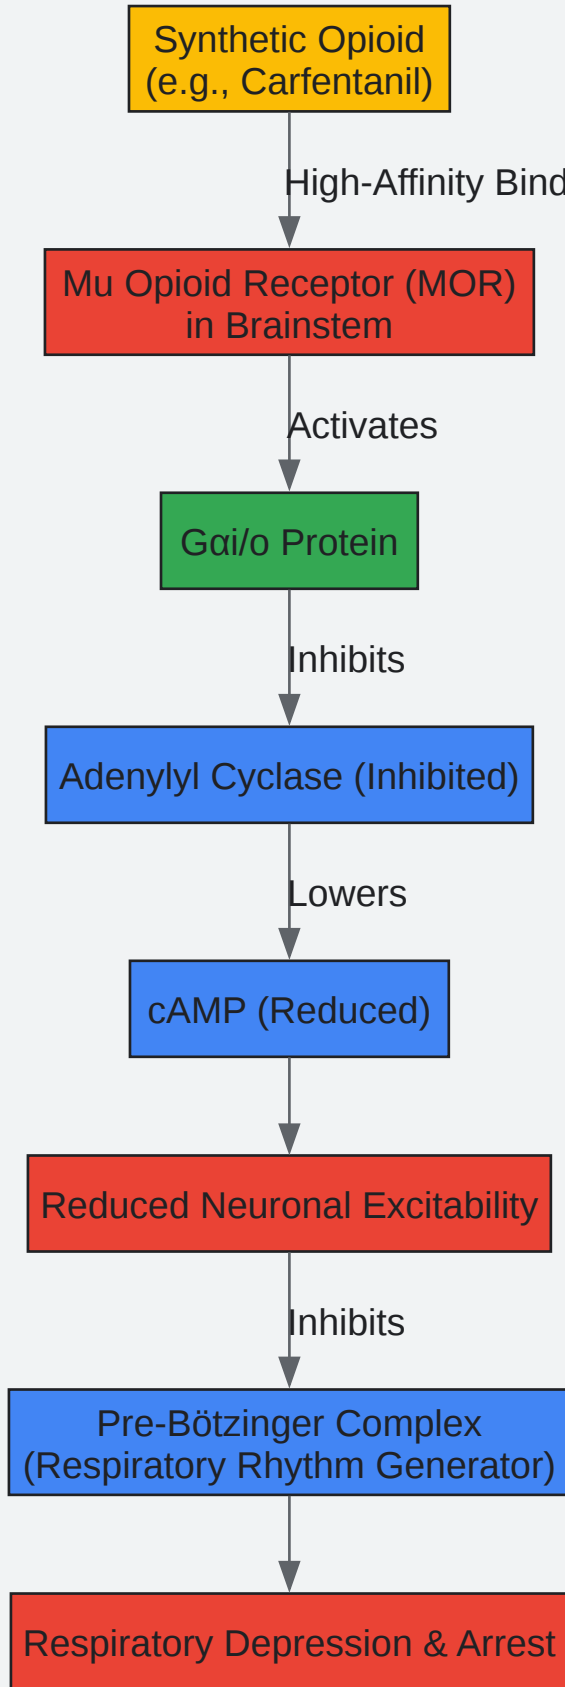 Synthetic Opioid
(e.g., Carfentanil)
High-Affinity Bind
Mu Opioid Receptor (MOR)
in Brainstem
Activates
Gαi/o Protein
Inhibits
Adenylyl Cyclase (Inhibited)
Lowers
cAMP (Reduced)
Reduced Neuronal Excitability
Inhibits
Pre-Bötzinger Complex
(Respiratory Rhythm Generator)
Respiratory Depression & Arrest